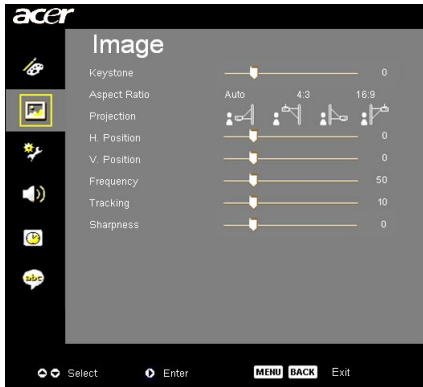 acer
Image
Keystone 0
Aspect Ratio Auto 4:3 16:9
Projection
H. Position 0
V. Position 0
Frequency 50
Tracking 10
Sharpness 0
abc
Select Enter MENU BACK Exit